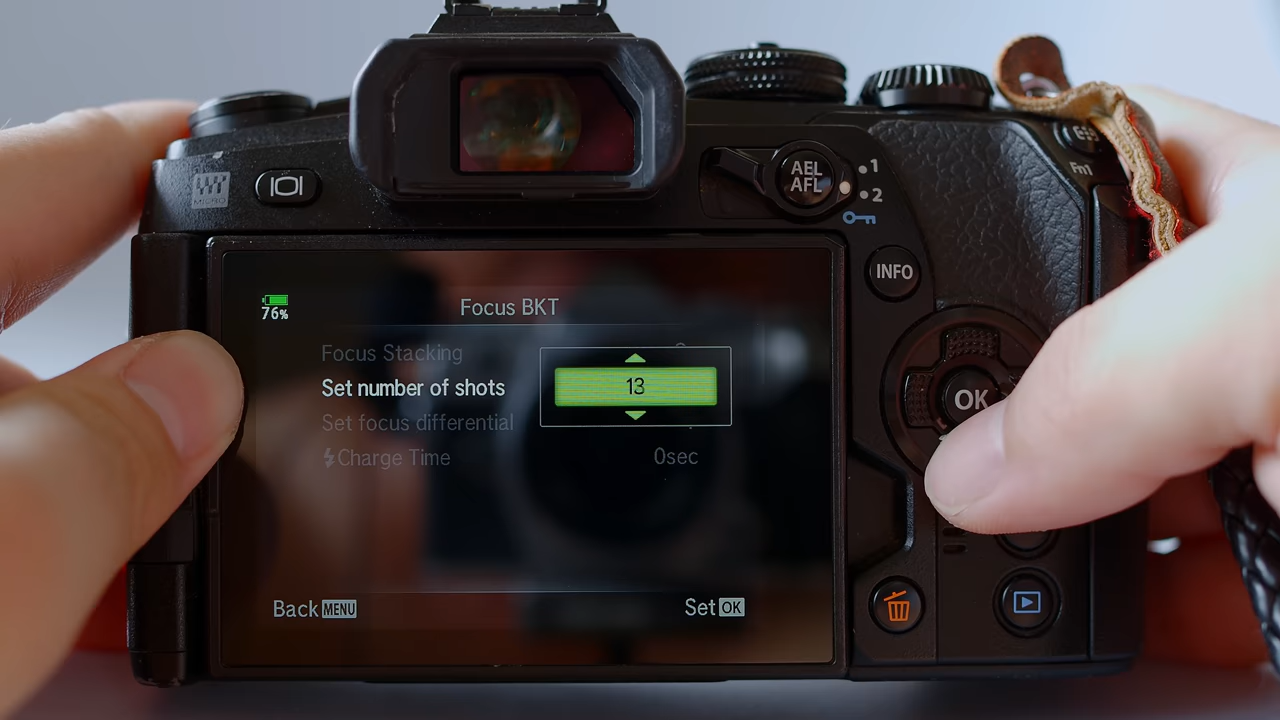 AEL
AFL
1
2
MICRO
Fn1
INFO
76%
Focus BKT
Focus Stacking
Set number of shots
13
Set focus differential
Charge Time 0sec
OK
Back MENU
Set OK